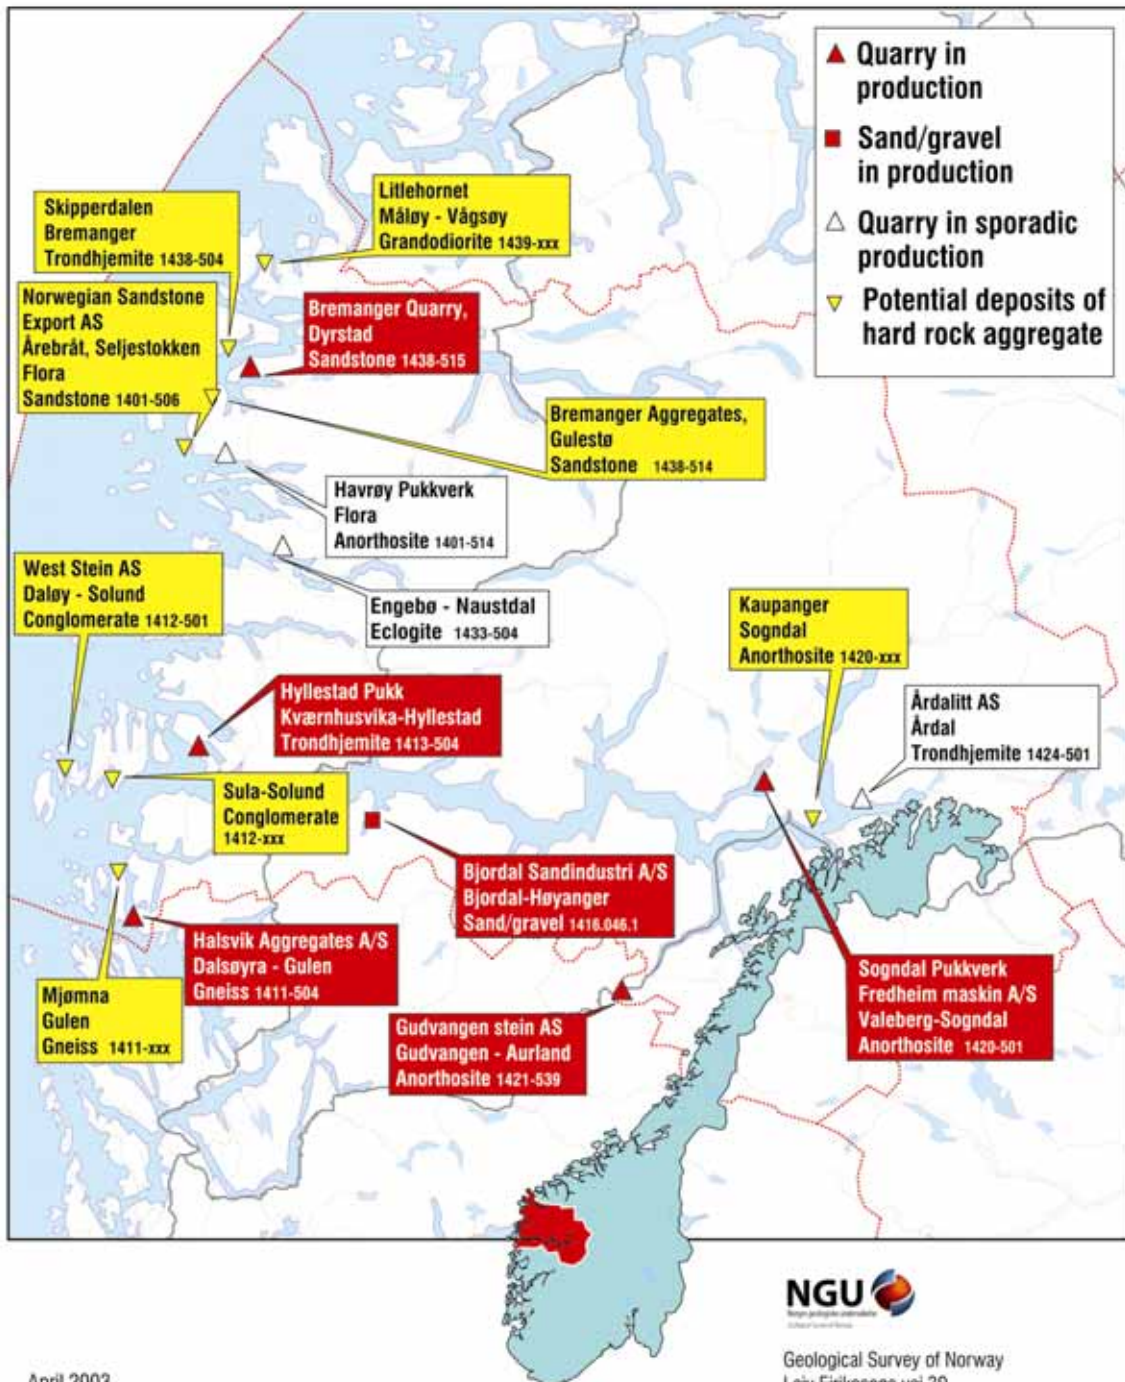 Quarry in
production
Sand/gravel
in production
Quarry in sporadic
production
Potential deposits of
hard rock aggregate
Litlehornet
Måløy - Vågsøy
Grandodiorite 1439-xxx
Skipperdalen
Bremanger
Trondhjemite 1438-504
Norwegian Sandstone
Export AS
Årebråt, Seljestokken
Flora
Sandstone 1401-506
Bremanger Quarry,
Dyrstad
Sandstone 1438-515
Bremanger Aggregates,
Gulestø
Sandstone 1438-514
Havrøy Pukkverk
Flora
Anorthosite 1401-514
West Stein AS
Daløy - Solund
Conglomerate 1412-501
Engebø - Naustdal
Eclogite 1433-504
Kaupanger
Sogndal
Anorthosite 1420-xxx
Hyllestad Pukk
Kværnhusvika-Hyllestad
Trondhjemite 1413-504
Årdalitt AS
Årdal
Trondhjemite 1424-501
Sula-Solund
Conglomerate
1412-xxx
Bjordal Sandindustri A/S
Bjordal-Høyanger
Sand/gravel 1416.046,1
Halsvik Aggregates A/S
Dalsøyra - Gulen
Gneiss 1411-504
Mjømna
Gulen
Gneiss 1411-xxx
Gudvangen stein AS
Gudvangen - Aurland
Anorthosite 1421-539
Sogndal Pukkverk
Fredheim maskin A/S
Valeberg-Sogndal
Anorthosite 1420-501
NGU
Geological Survey of Norway
Leiv Eirikssons vei 39
April 2003